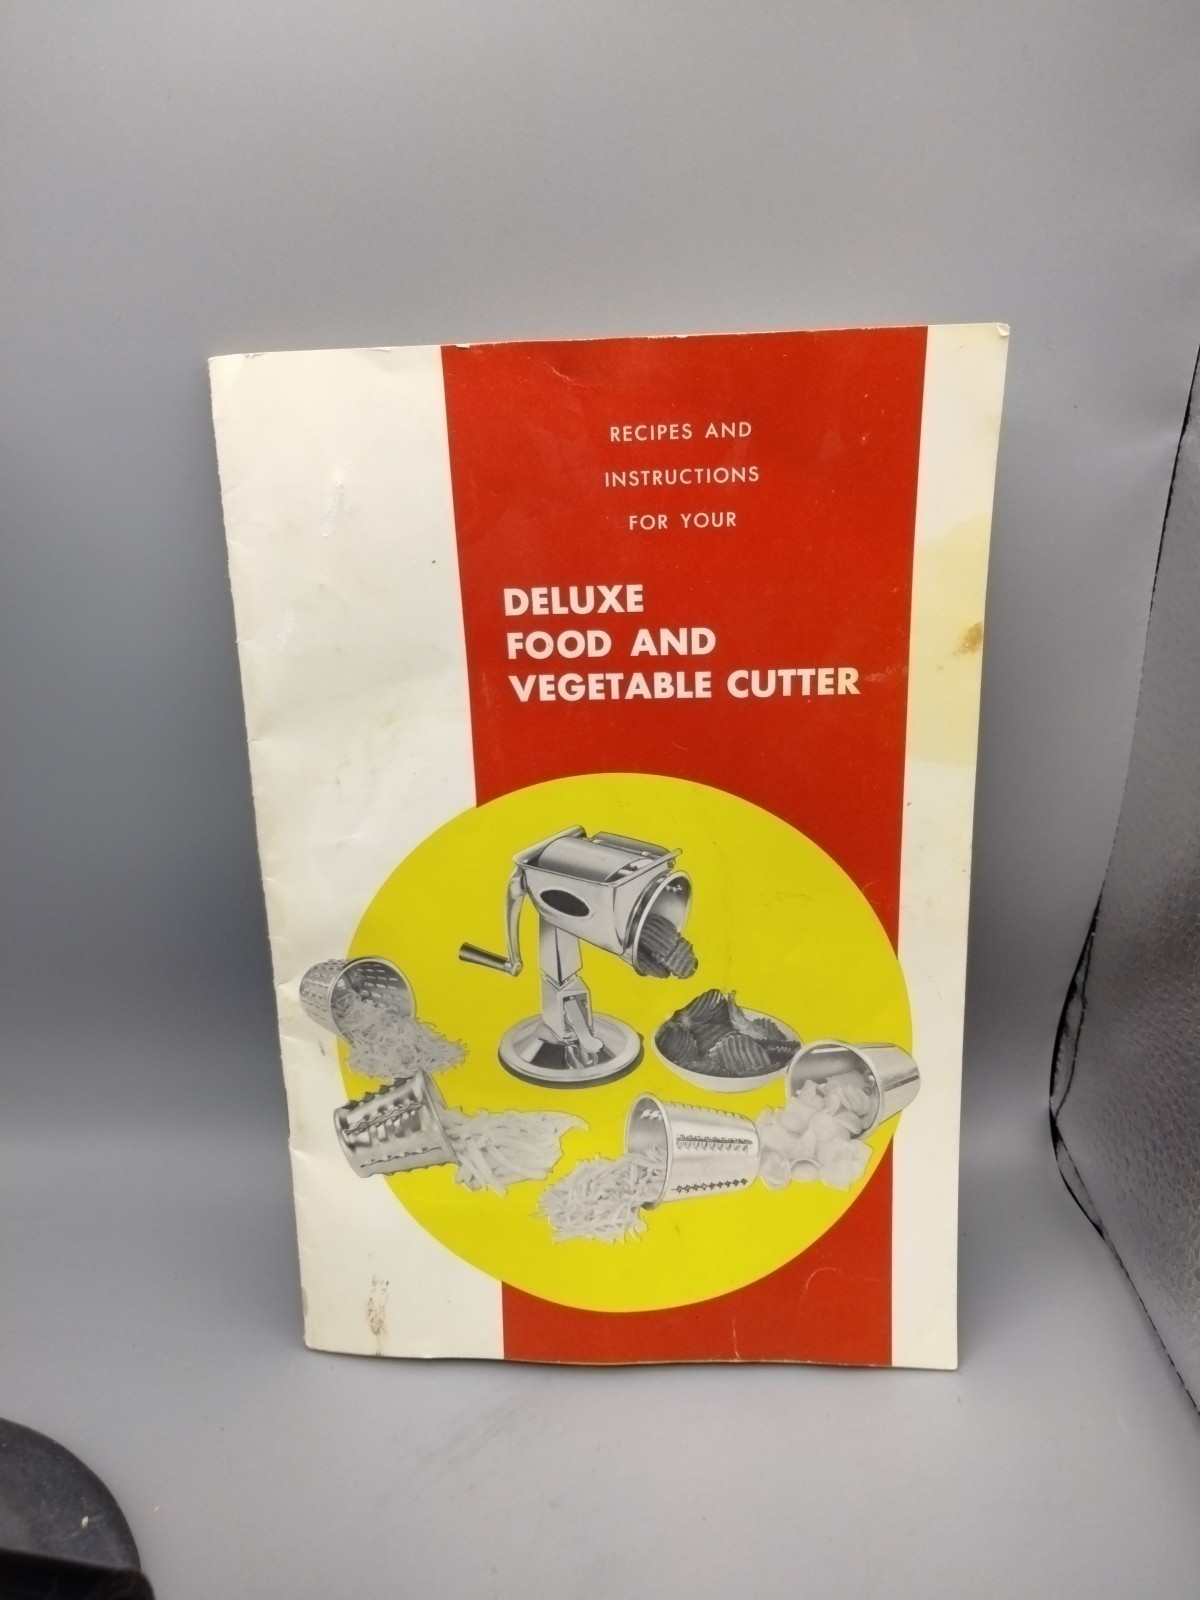 RECIPES AND
INSTRUCTIONS
FOR YOUR
DELUXE
FOOD AND
VEGETABLE CUTTER